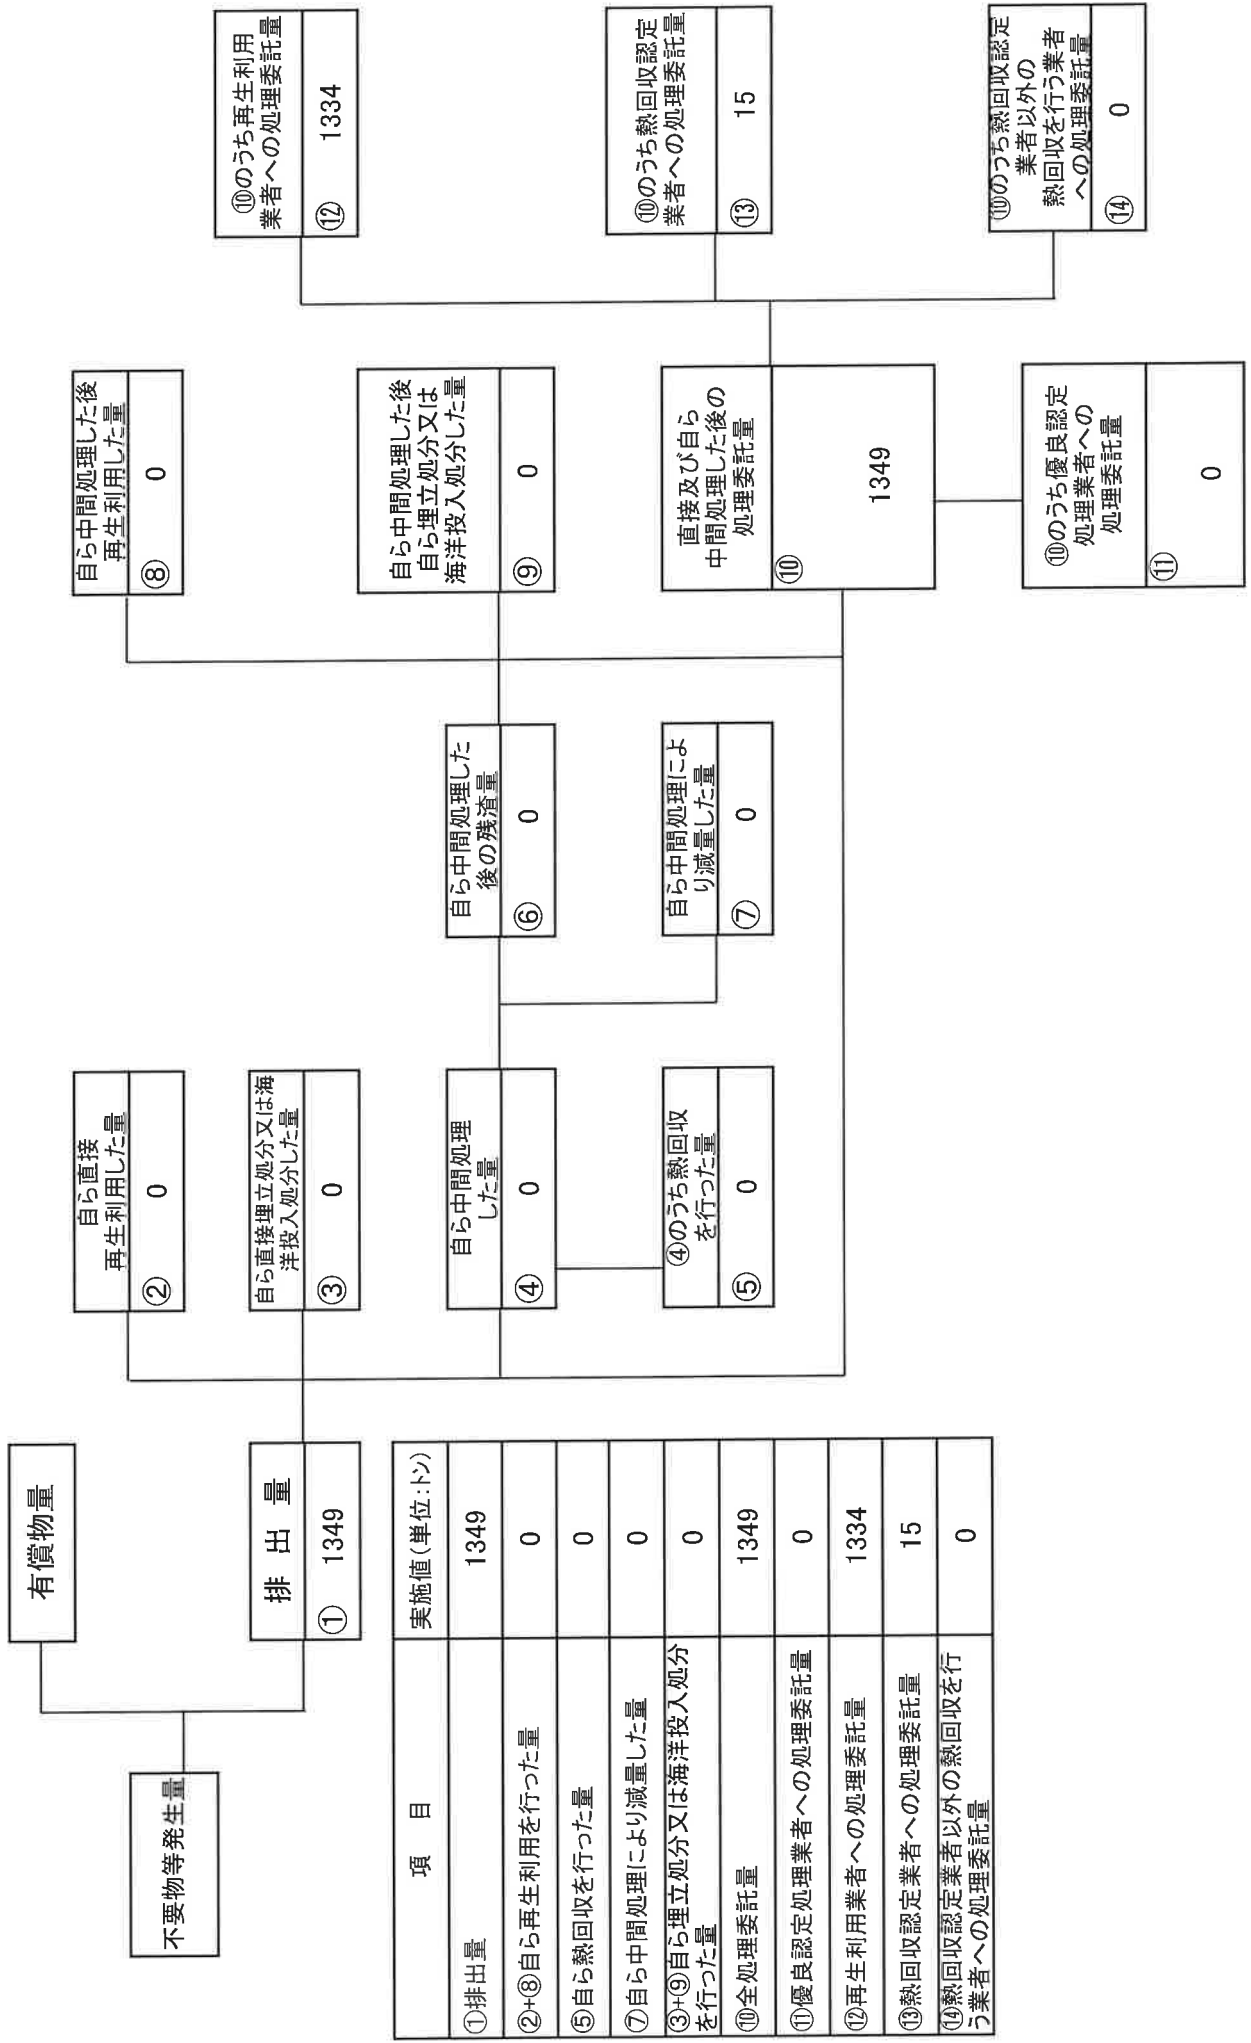 不要物等発生量
有償物量
排 出 量
① 1349
自ら直接
再生利用した量
② 0
自ら直接埋立処分又は海
洋投入処分した量
③ 0
自ら中間処理
した量
④ 0
④のうち熱回収
を行った量
⑤ 0
自ら中間処理した
後の残渣量
⑥ 0
自ら中間処理によ
り減量した量
⑦ 0
自ら中間処理した後
再生利用した量
⑧ 0
自ら中間処理した後
自ら埋立処分又は
海洋投入処分した量
⑨ 0
直接及び自ら
中間処理した後の
処理委託量
⑩
1349
⑩のうち優良認定
処理業者への
処理委託量
⑪
0
⑩のうち再生利用
業者への処理委託量
⑫ 1334
⑩のうち熱回収認定
業者への処理委託量
⑬ 15
⑩のうち熱回収認定
業者以外の
熱回収を行う業者
への処理委託量
⑭ 0
項 目 実施値(単位:トン)
①排出量 1349
②+⑧自ら再生利用を行った量 0
⑤自ら熱回収を行った量 0
⑦自ら中間処理により減量した量 0
③+⑨自ら埋立処分又は海洋投入処分
を行った量 0
⑩全処理委託量 1349
⑪優良認定処理業者への処理委託量 0
⑫再生利用業者への処理委託量 1334
⑬熱回収認定業者への処理委託量 15
⑭熱回収認定業者以外の熱回収を行
う業者への処理委託量 0